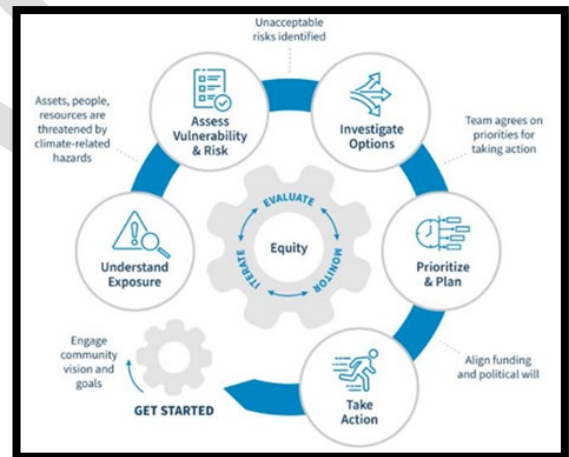 Unacceptable
risks identified
Assess
Vulnerability
& Risk
Investigate
Options
Assets, people,
resources are
threatened by
climate-related
hazards
Team agrees on
priorities for
taking action
EVALUATE
MONITOR
ITERATE
Equity
Understand
Exposure
Prioritize
& Plan
Engage
community
vision and
goals
Align funding
and political will
GET STARTED
Take
Action